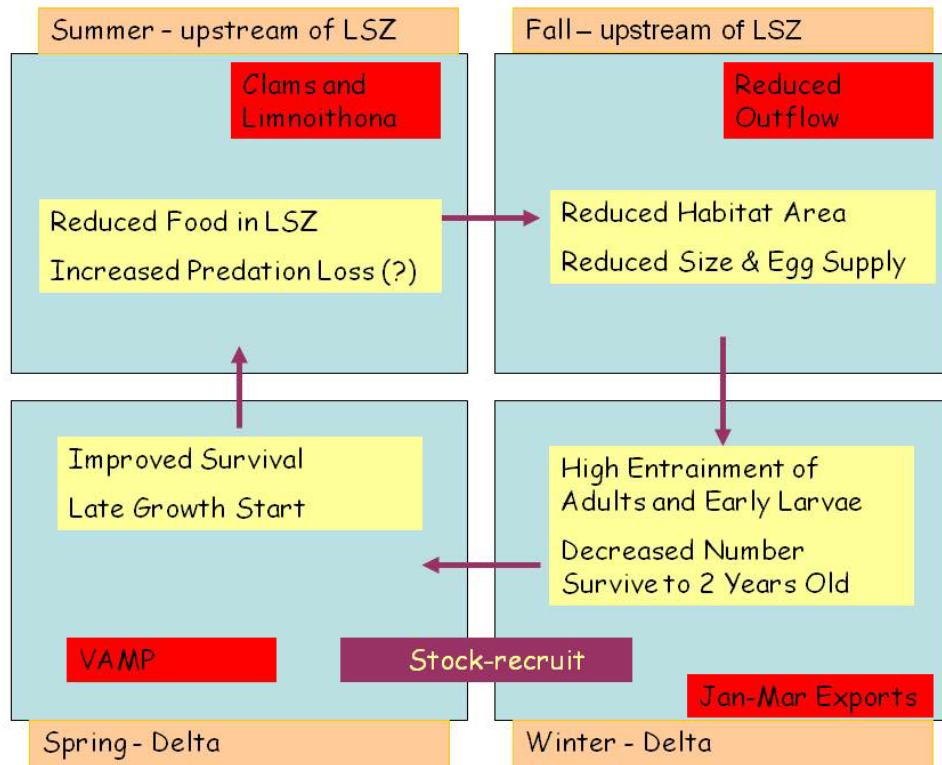 Summer - upstream of LSZ
Clams and
Limnoithona
Reduced Food in LSZ
Increased Predation Loss (?)
Fall – upstream of LSZ
Reduced
Outflow
Reduced Habitat Area
Reduced Size & Egg Supply
Improved Survival
Late Growth Start
VAMP
Spring - Delta
High Entrainment of
Adults and Early Larvae
Decreased Number
Survive to 2 Years Old
Stock-recruit
Jan-Mar Exports
Winter - Delta